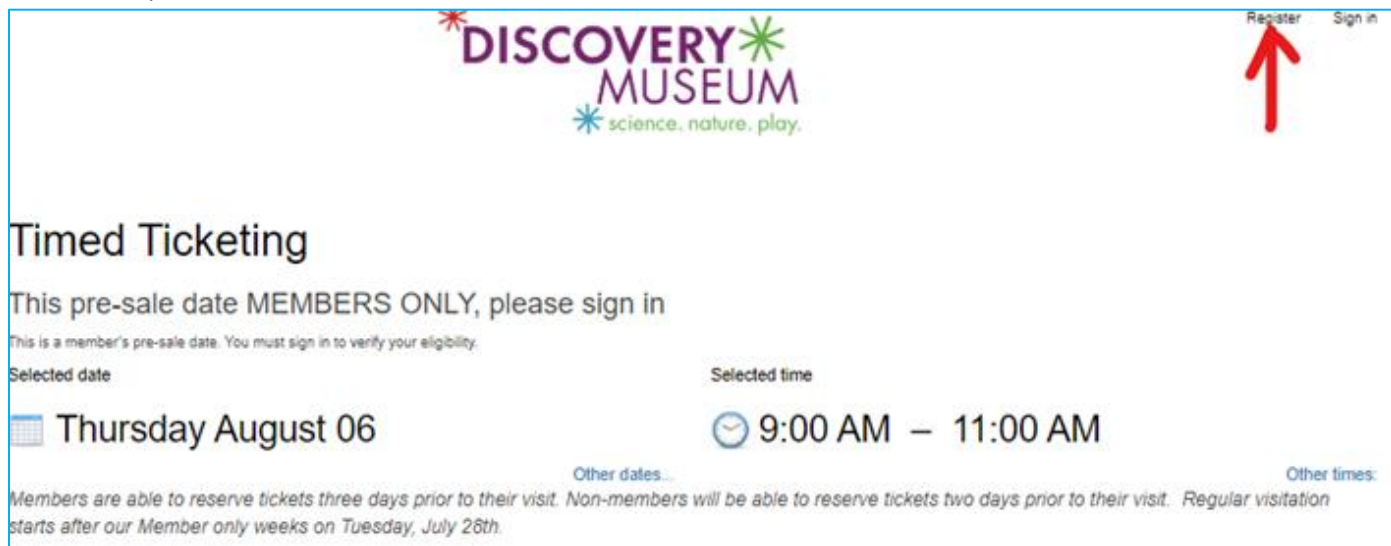 Register Sign in
DISCOVERY
MUSEUM
science. nature. play.
Timed Ticketing
This pre-sale date MEMBERS ONLY, please sign in
This is a member's pre-sale date. You must sign in to verify your eligibility.
Selected date Selected time
Thursday August 06 9:00 AM – 11:00 AM
Other dates... Other times:
Members are able to reserve tickets three days prior to their visit. Non-members will be able to reserve tickets two days prior to their visit. Regular visitation
starts after our Member only weeks on Tuesday, July 28th.